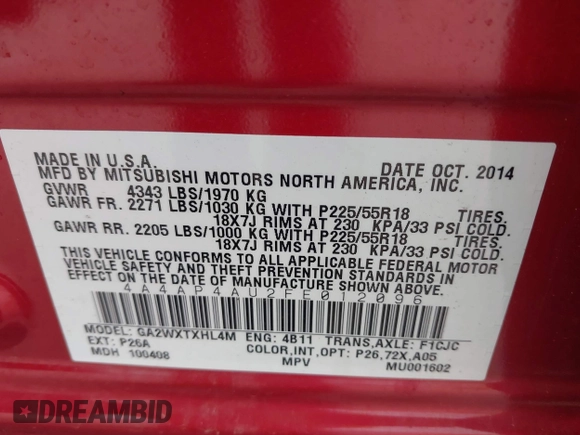 MADE IN U.S.A. DATE OCT. 2014
MFD BY MITSUBISHI MOTORS NORTH AMERICA, INC.
GVWR 4343 LBS/1970 KG
GAWR FR. 2271 LBS/1030 KG WITH P225/55R18 TIRES.
18X7J RIMS AT 230 KPA/33 PSI COLD.
GAWR RR. 2205 LBS/1000 KG WITH P225/55R18 TIRES.
18X7J RIMS AT 230 KPA/33 PSI COLD.
THIS VEHICLE CONFORMS TO ALL APPLICABLE FEDERAL MOTOR
VEHICLE SAFETY AND THEFT PREVENTION STANDARDS IN
EFFECT ON THE DATE OF MANUFACTURE SHOWN ABOVE.
4A4AP4AU2FE012096
MODEL: GA2WXTXHL4M ENG: 4B11 TRANS,AXLE: F1CJC
EXT: P26A COLOR,INT,OPT: P26,72X,A05
MDH 100408 MPV MU001602
DREAMBID